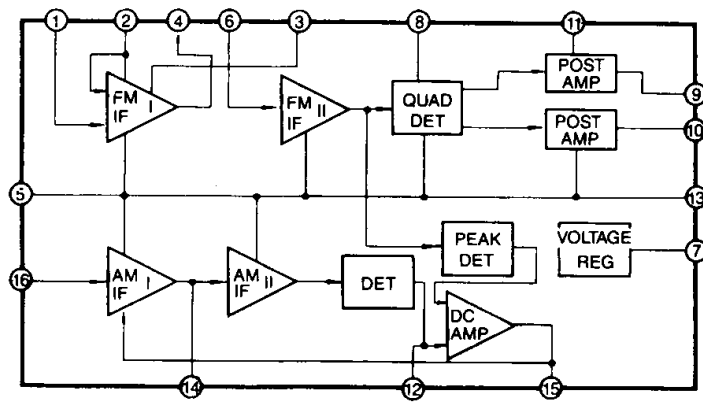 1
2
4
6
3
8
11
FM I
IF
FM II
IF
QUAD
DET
POST
AMP
9
POST
AMP
10
5
13
PEAK
DET
VOLTAGE
REG
7
16
AM I
IF
AM II
IF
DET
DC
AMP
14
12
15